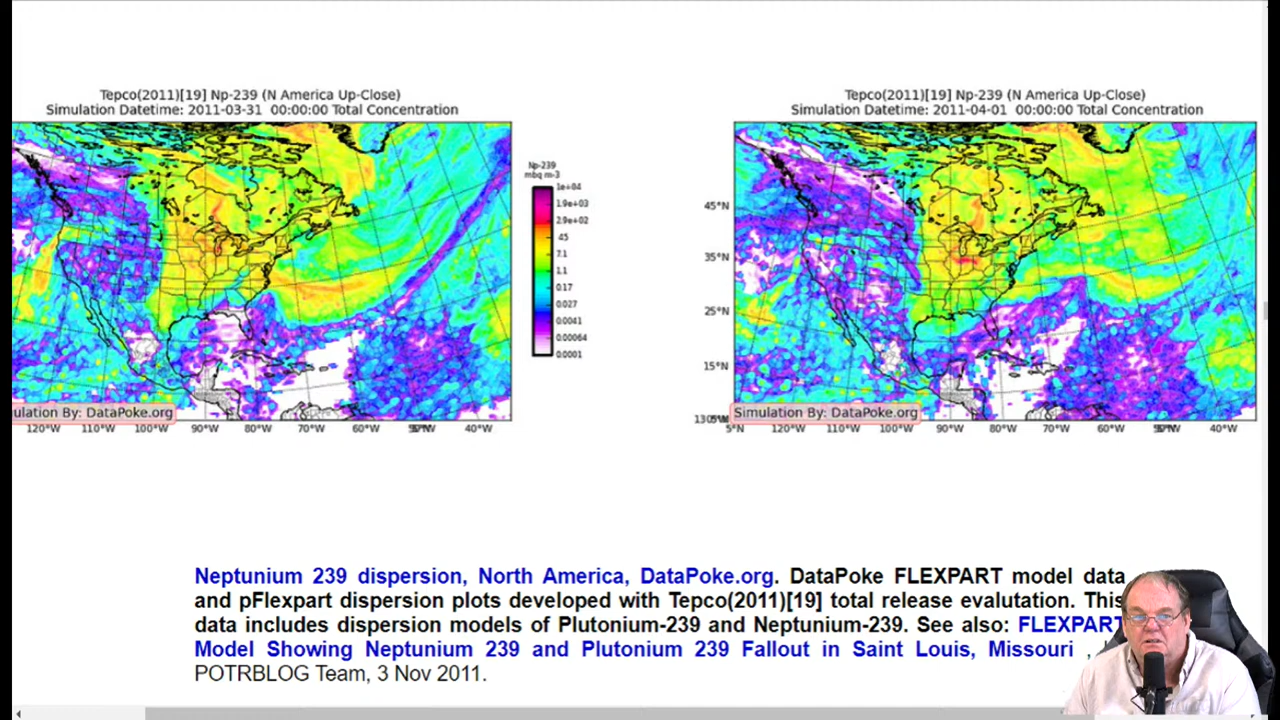 Tepco(2011)[19] Np-239 (N America Up-Close)
Simulation Datetime: 2011-03-31 00:00:00 Total Concentration
Np-239
mbq m-3
1e+04
1.9e+03
2.9e+02
45
7.1
1.1
0.17
0.027
0.0041
0.00064
0.0001
ulation By: DataPoke.org
120°W 110°W 100°W 90°W 80°W 70°W 60°W 40°W
Tepco(2011)[19] Np-239 (N America Up-Close)
Simulation Datetime: 2011-04-01 00:00:00 Total Concentration
45°N
35°N
25°N
15°N
5°N
Simulation By: DataPoke.org
120°W 110°W 100°W 90°W 80°W 70°W 60°W 40°W
Neptunium 239 dispersion, North America, DataPoke.org. DataPoke FLEXPART model data
and pFlexpart dispersion plots developed with Tepco(2011)[19] total release evalutation. This
data includes dispersion models of Plutonium-239 and Neptunium-239. See also: FLEXPART
Model Showing Neptunium 239 and Plutonium 239 Fallout in Saint Louis, Missouri ,
POTRBLOG Team, 3 Nov 2011.